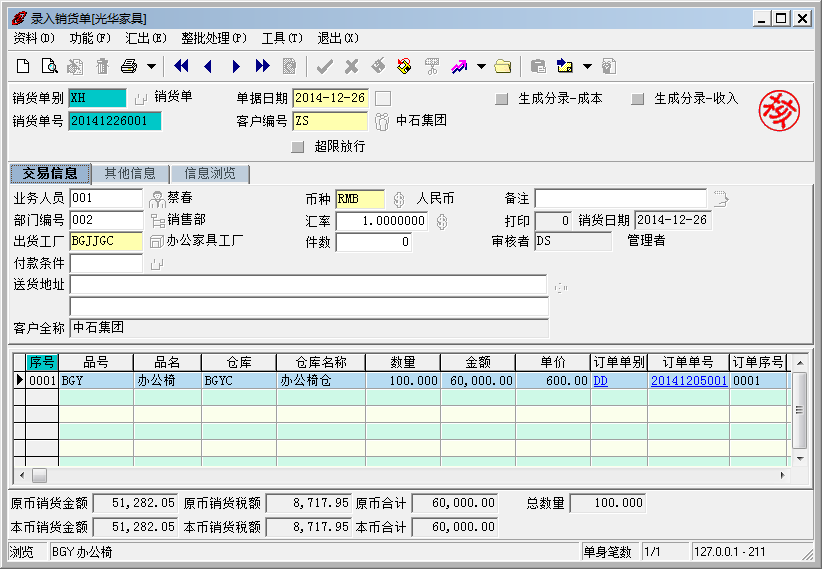 录入销货单[光华家具]
资料(D) 功能(F) 汇出(E) 整批处理(P) 工具(T) 退出(X)
销货单别 XH 销货单 单据日期 2014-12-26 生成分录-成本 生成分录-收入
核
销货单号 20141226001 客户编号 ZS 中石集团
超限放行
交易信息 其他信息 信息浏览
业务人员 001 蔡春 币种 RMB 人民币 备注
部门编号 002 销售部 汇率 1.0000000 打印 0 销货日期 2014-12-26
出货工厂 BGJJGC 办公家具工厂 件数 0 审核者 DS 管理者
付款条件
送货地址
客户全称 中石集团
序号 品号 品名 仓库 仓库名称 数量 金额 单价 订单单别 订单单号 订单序号
0001 BGY 办公椅 BGYC 办公椅仓 100.000 60,000.00 600.00 DD 20141205001 0001
原币销货金额 51,282.05 原币销货税额 8,717.95 原币合计 60,000.00 总数量 100.000
本币销货金额 51,282.05 本币销货税额 8,717.95 本币合计 60,000.00
浏览 BGY 办公椅 单身笔数 1/1 127.0.0.1 - 211